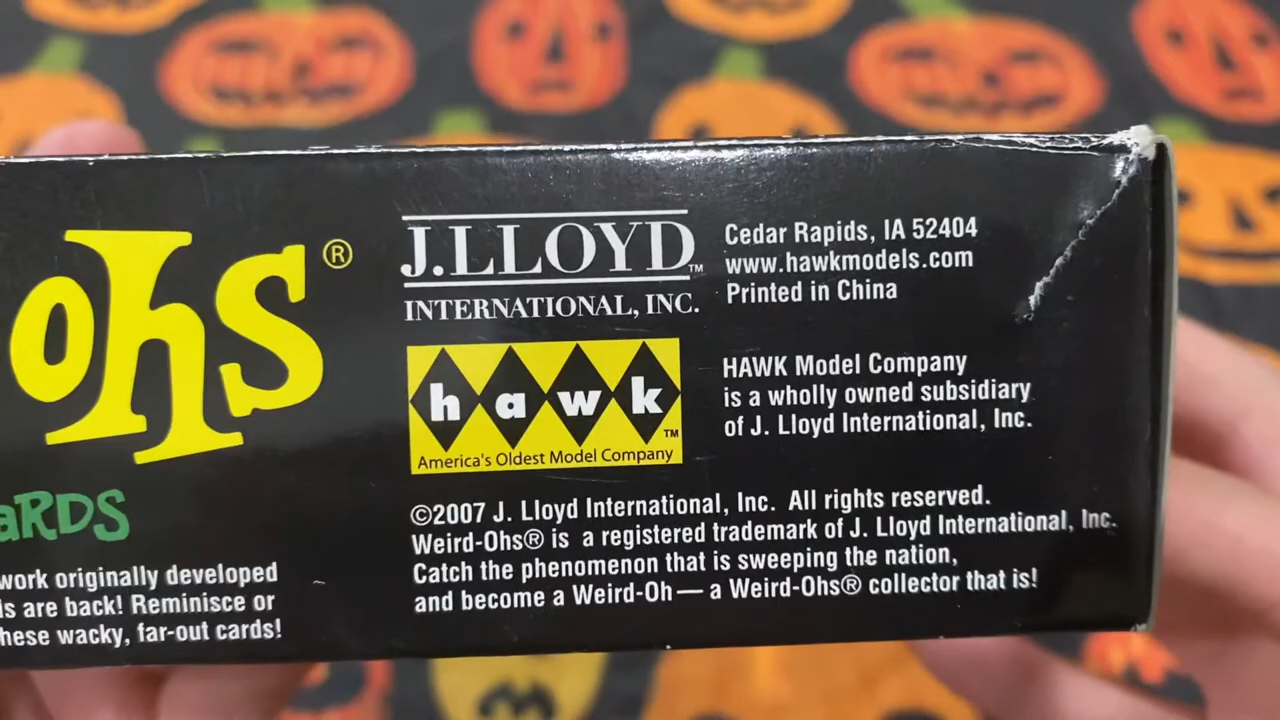 ohs®
aRDS
work originally developed
are back! Reminisce or
these wacky, far-out cards!
J.LLOYD™
INTERNATIONAL, INC.
Cedar Rapids, IA 52404
www.hawkmodels.com
Printed in China
hawk™
America's Oldest Model Company
HAWK Model Company
is a wholly owned subsidiary
of J. Lloyd International, Inc.
©2007 J. Lloyd International, Inc. All rights reserved.
Weird-Ohs® is a registered trademark of J. Lloyd International, Inc.
Catch the phenomenon that is sweeping the nation,
and become a Weird-Oh — a Weird-Ohs® collector that is!